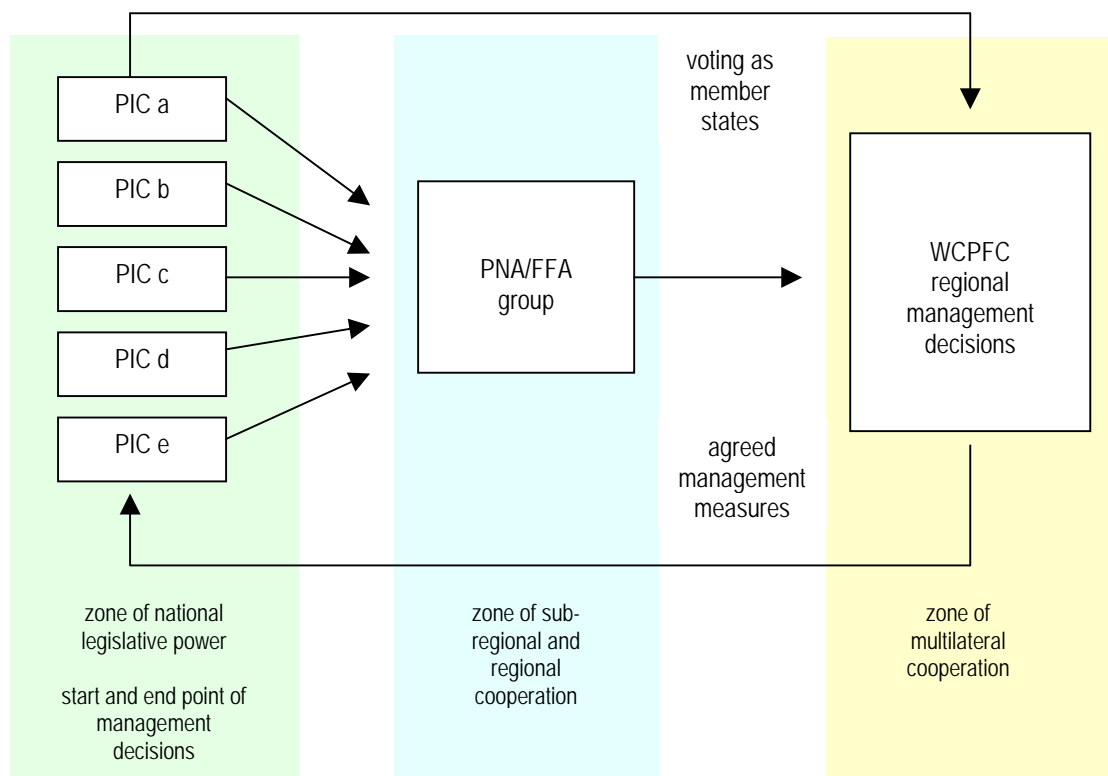 PIC a
PIC b
PIC c
PIC d
PIC e
zone of national
legislative power
start and end point of
management
decisions
PNA/FFA
group
zone of sub-
regional and
regional
cooperation
voting as
member
states
agreed
management
measures
WCPFC
regional
management
decisions
zone of
multilateral
cooperation